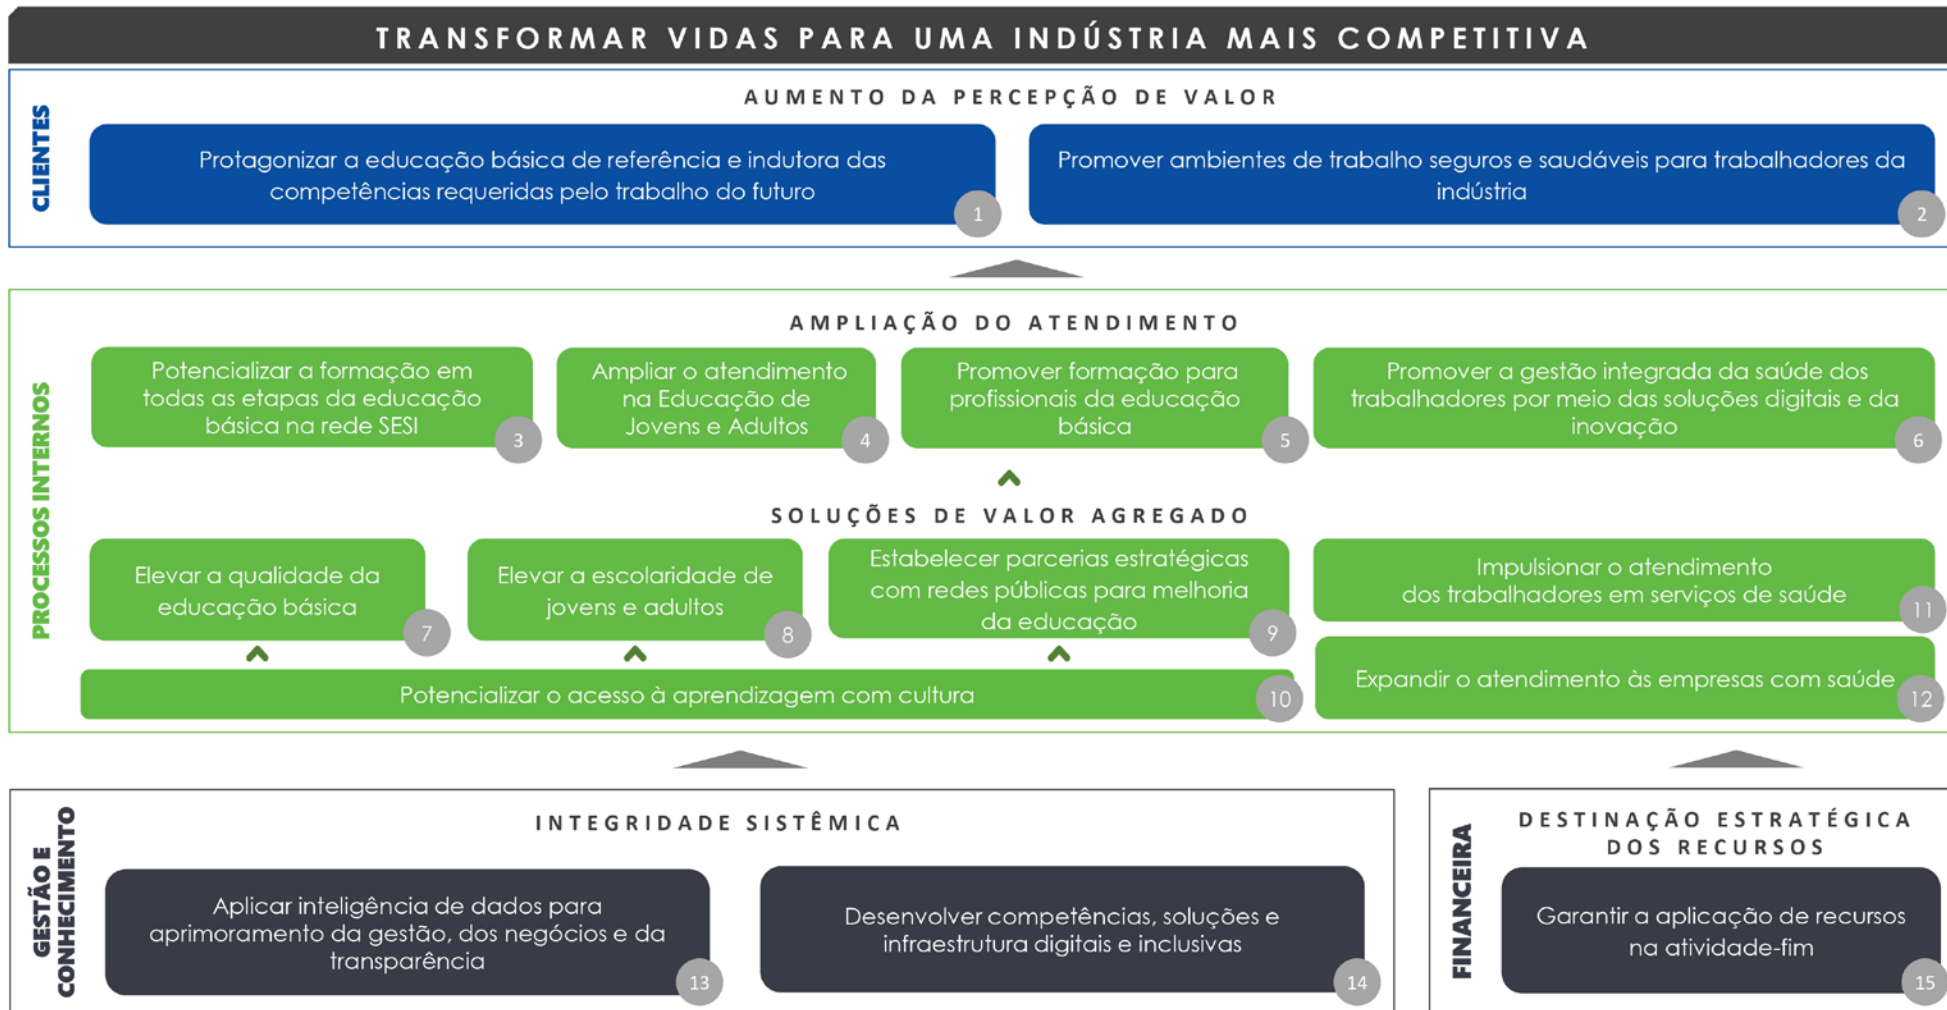 TRANSFORMAR VIDAS PARA UMA INDÚSTRIA MAIS COMPETITIVA
CLIENTES
AUMENTO DA PERCEPÇÃO DE VALOR
Protagonizar a educação básica de referência e indutora das
competências requeridas pelo trabalho do futuro
1
Promover ambientes de trabalho seguros e saudáveis para trabalhadores da
indústria
2
PROCESSOS INTERNOS
AMPLIAÇÃO DO ATENDIMENTO
Potencializar a formação em
todas as etapas da educação
básica na rede SESI
3
Ampliar o atendimento
na Educação de
Jovens e Adultos
4
Promover formação para
profissionais da educação
básica
5
Promover a gestão integrada da saúde dos
trabalhadores por meio das soluções digitais e da
inovação
6
SOLUÇÕES DE VALOR AGREGADO
Elevar a qualidade da
educação básica
7
Elevar a escolaridade de
jovens e adultos
8
Estabelecer parcerias estratégicas
com redes públicas para melhoria
da educação
9
Impulsionar o atendimento
dos trabalhadores em serviços de saúde
11
Potencializar o acesso à aprendizagem com cultura
10
Expandir o atendimento às empresas com saúde
12
GESTÃO E
CONHECIMENTO
INTEGRIDADE SISTÊMICA
Aplicar inteligência de dados para
aprimoramento da gestão, dos negócios e da
transparência
13
Desenvolver competências, soluções e
infraestrutura digitais e inclusivas
14
FINANCEIRA
DESTINAÇÃO ESTRATÉGICA
DOS RECURSOS
Garantir a aplicação de recursos
na atividade-fim
15